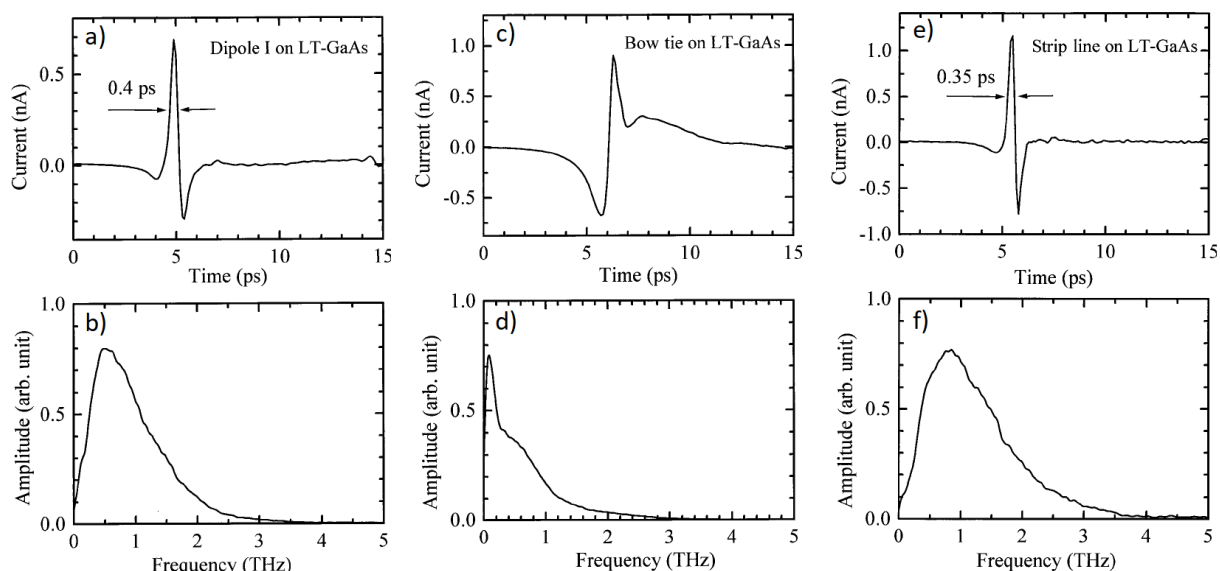 a)
Dipole I on LT-GaAs
0.4 ps
0.5
0.0
Current (nA)
0
5
10
15
Time (ps)
c)
Bow tie on LT-GaAs
1.0
0.5
0.0
-0.5
Current (nA)
0
5
10
15
Time (ps)
e)
Strip line on LT-GaAs
0.35 ps
1.0
0.5
0.0
-0.5
-1.0
Current (nA)
0
5
10
15
Time (ps)
b)
1.0
0.5
0.0
Amplitude (arb. unit)
0
1
2
3
4
5
Frequency (THz)
d)
1.0
0.5
0.0
Amplitude (arb. unit)
0
1
2
3
4
5
Frequency (THz)
f)
1.0
0.5
0.0
Amplitude (arb. unit)
0
1
2
3
4
5
Frequency (THz)